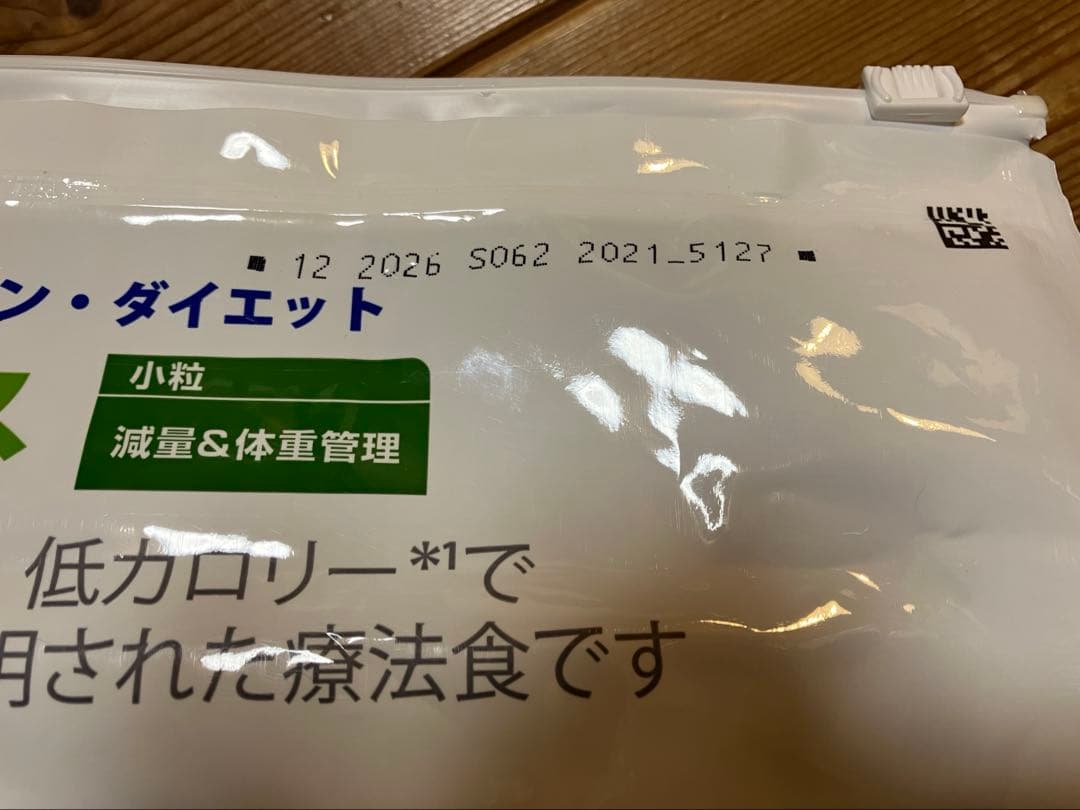 12 2026 S062 2021_5127
ン・ダイエット
小粒
減量&体重管理
低カロリー*¹で
明された療法食です